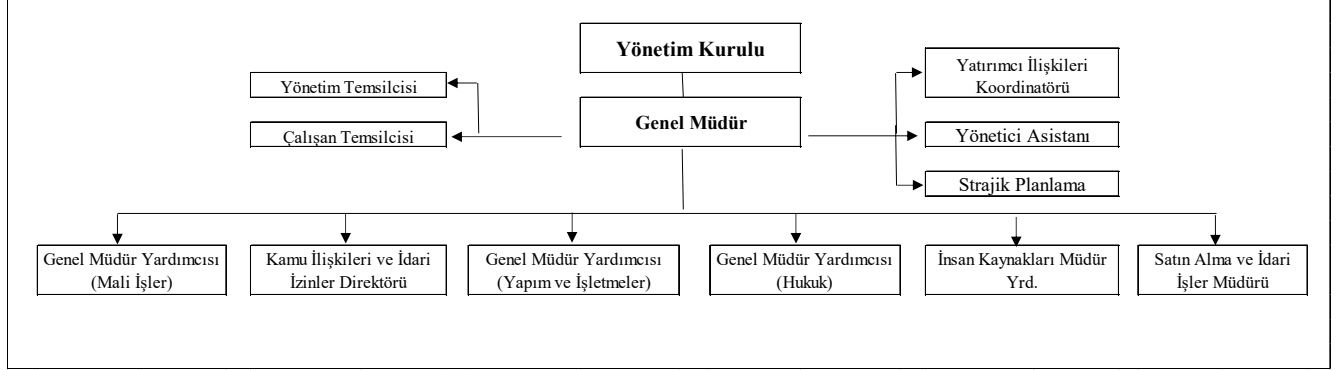 Yönetim Kurulu
Yatırımcı İlişkileri
Koordinatörü
Yönetim Temsilcisi
Genel Müdür
Çalışan Temsilcisi
Yönetici Asistanı
Strajik Planlama
Genel Müdür Yardımcısı
(Mali İşler)
Kamu İlişkileri ve İdari
İzinler Direktörü
Genel Müdür Yardımcısı
(Yapım ve İşletmeler)
Genel Müdür Yardımcısı
(Hukuk)
İnsan Kaynakları Müdür
Yrd.
Satın Alma ve İdari
İşler Müdürü